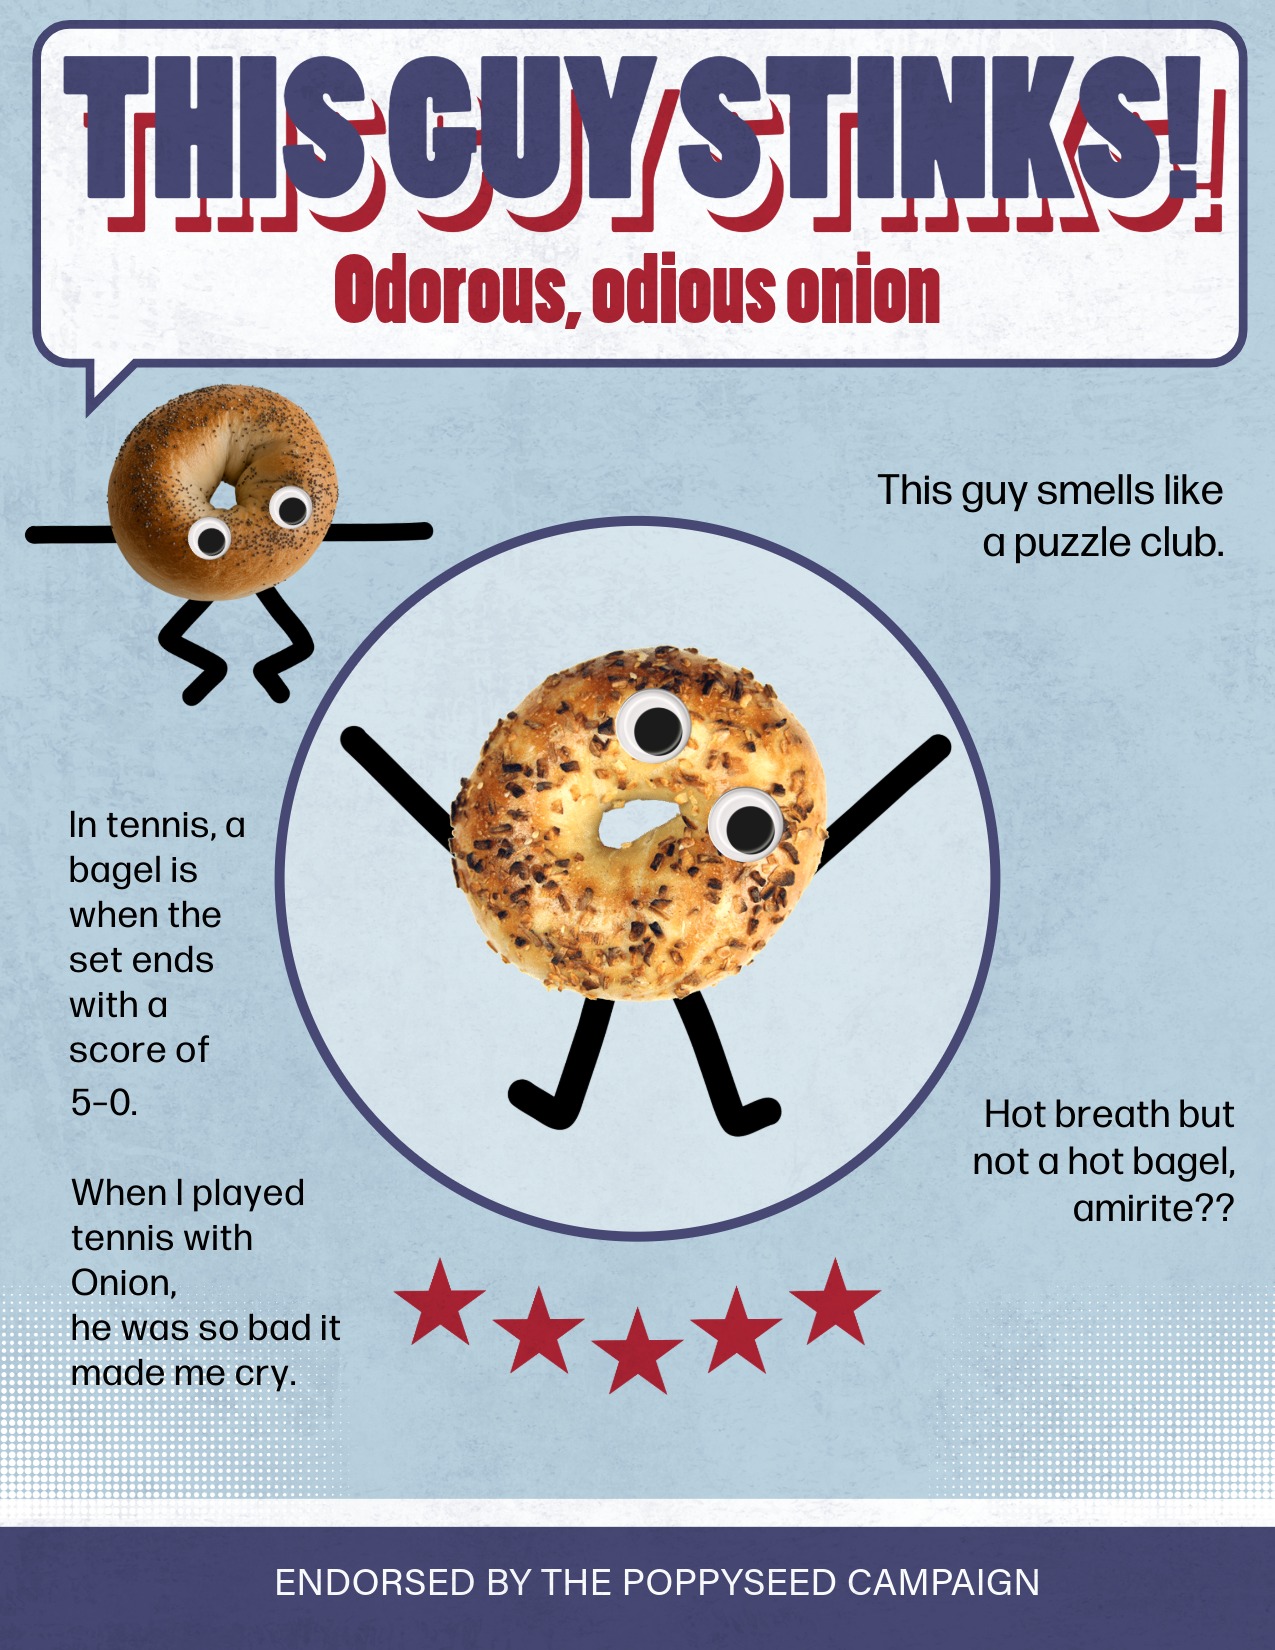 THIS GUY STINKS!
Odorous, odious onion
This guy smells like
a puzzle club.
In tennis, a
bagel is
when the
set ends
with a
score of
5-0.
When I played
tennis with
Onion,
he was so bad it
made me cry.
Hot breath but
not a hot bagel,
amirite??
ENDORSED BY THE POPPYSEED CAMPAIGN